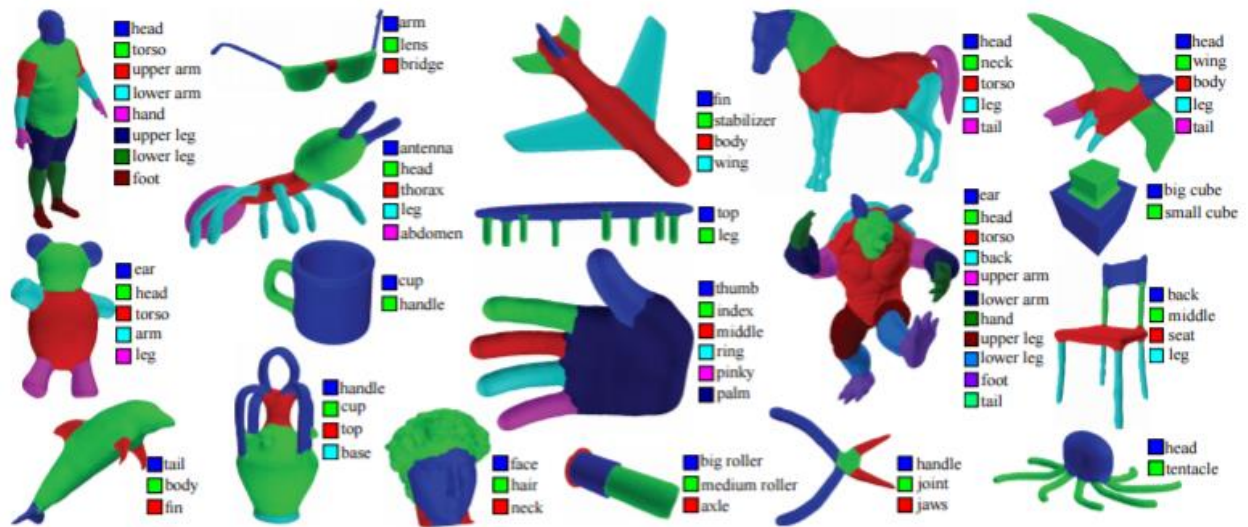 head
torso
upper arm
lower arm
hand
upper leg
lower leg
foot
arm
lens
bridge
antenna
head
thorax
leg
abdomen
fin
stabilizer
body
wing
head
neck
torso
leg
tail
head
wing
body
leg
tail
big cube
small cube
top
leg
ear
head
torso
arm
leg
cup
handle
thumb
index
middle
ring
pinky
palm
ear
head
torso
back
upper arm
lower arm
hand
upper leg
lower leg
foot
tail
back
middle
seat
leg
tail
body
fin
handle
cup
top
base
face
hair
neck
big roller
medium roller
axle
handle
joint
jaws
head
tentacle